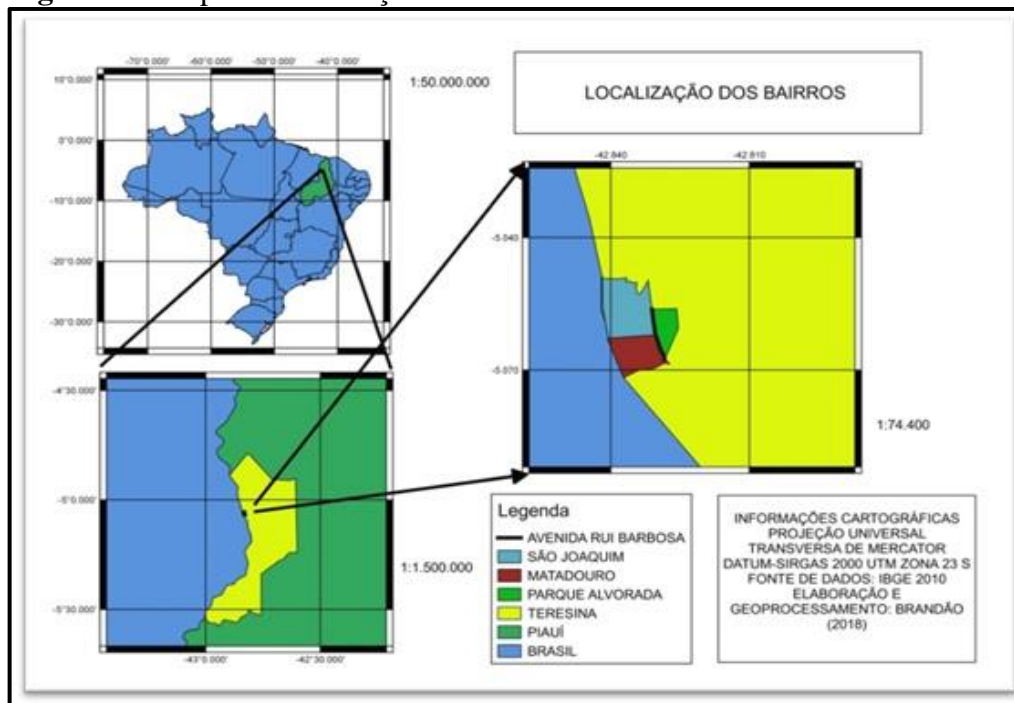 -70°0.000' -60°0.000' -50°0.000' -40°0.000'
10°0.000'
0°0.000'
-10°0.000'
-20°0.000'
-30°0.000'
1:50.000.000
LOCALIZAÇÃO DOS BAIRROS
-42.840 -42.810
-5.040
-5.070
1:74.400
-4°30.000'
-5°0.000'
-5°30.000'
-43°0.000' -42°30.000'
1:1.500.000
Legenda
AVENIDA RUI BARBOSA
SÃO JOAQUIM
MATADOURO
PARQUE ALVORADA
TERESINA
PIAUÍ
BRASIL
INFORMAÇÕES CARTOGRÁFICAS
PROJEÇÃO UNIVERSAL
TRANSVERSA DE MERCATOR
DATUM-SIRGAS 2000 UTM ZONA 23 S
FONTE DE DADOS: IBGE 2010
ELABORAÇÃO E
GEOPROCESSAMENTO: BRANDÃO
(2018)